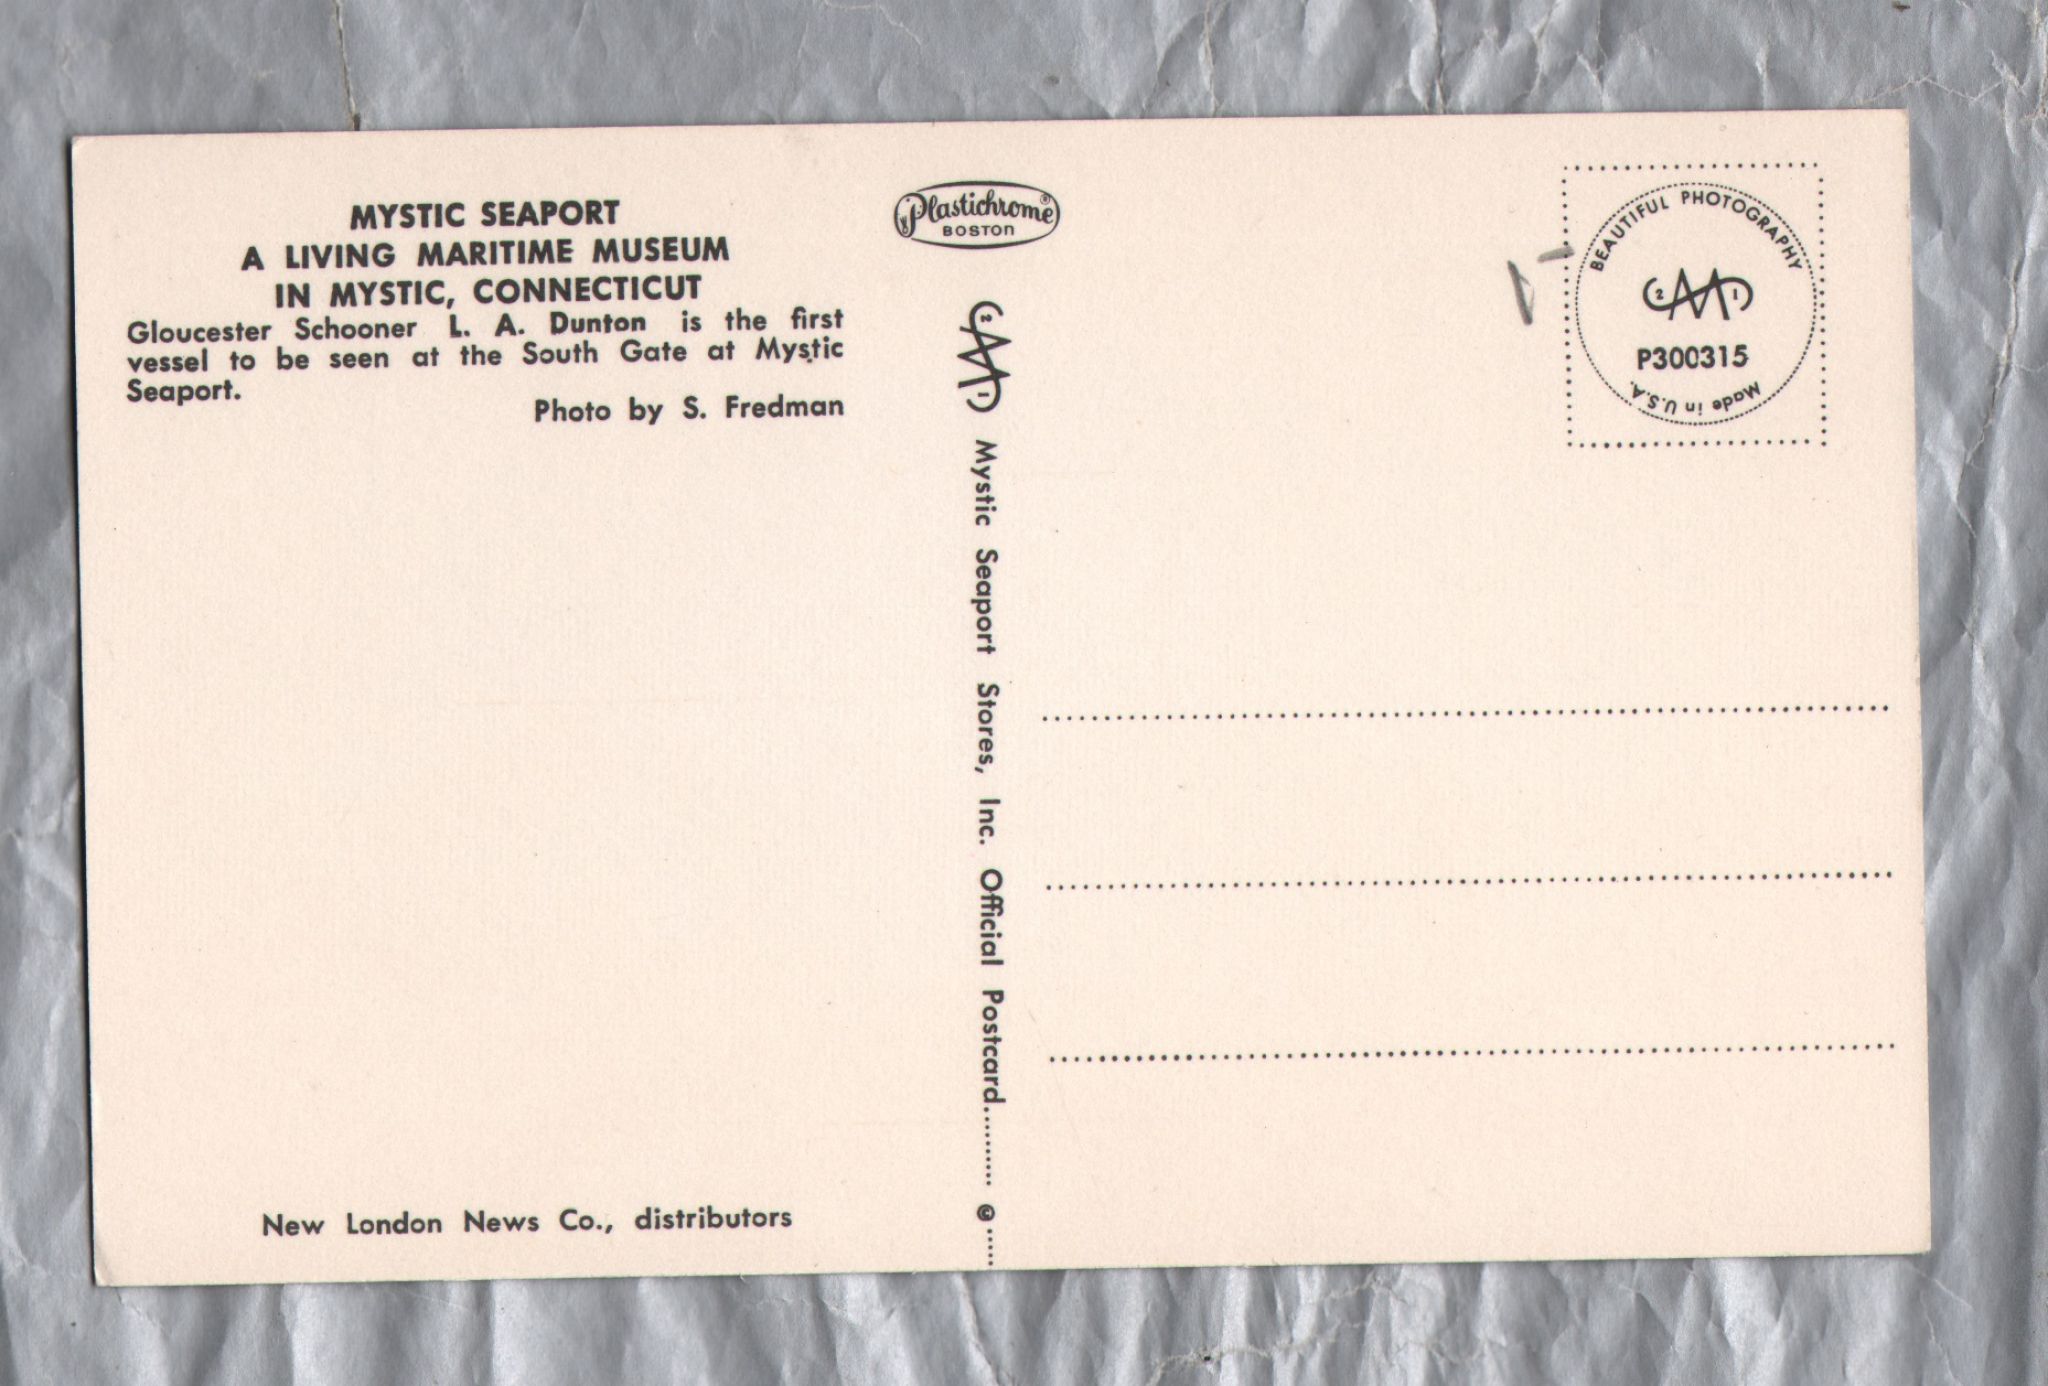 MYSTIC SEAPORT
A LIVING MARITIME MUSEUM
IN MYSTIC, CONNECTICUT
Gloucester Schooner L. A. Dunton is the first
vessel to be seen at the South Gate at Mystic
Seaport.
Photo by S. Fredman
New London News Co., distributors
Plastichrome®
BOSTON
Mystic Seaport Stores, Inc. Official Postcard.......... ©......
BEAUTIFUL PHOTOGRAPHY
P300315
Made in U.S.A.